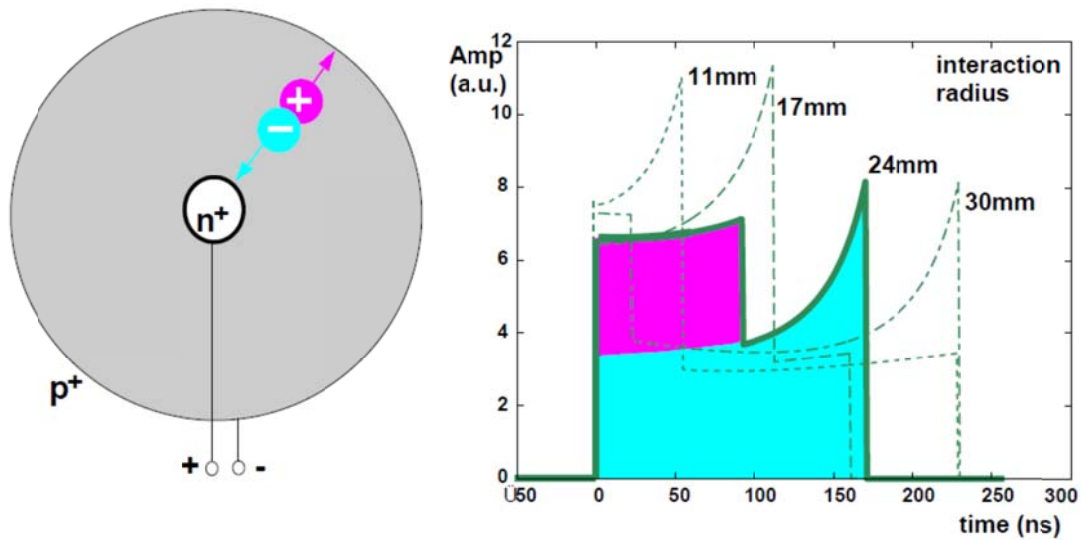 +
−
n+
p+
+ -
Amp
(a.u.)
12
10
8
6
4
2
0
11mm
17mm
24mm
30mm
interaction
radius
Ü50 0 50 100 150 200 250 300
time (ns)